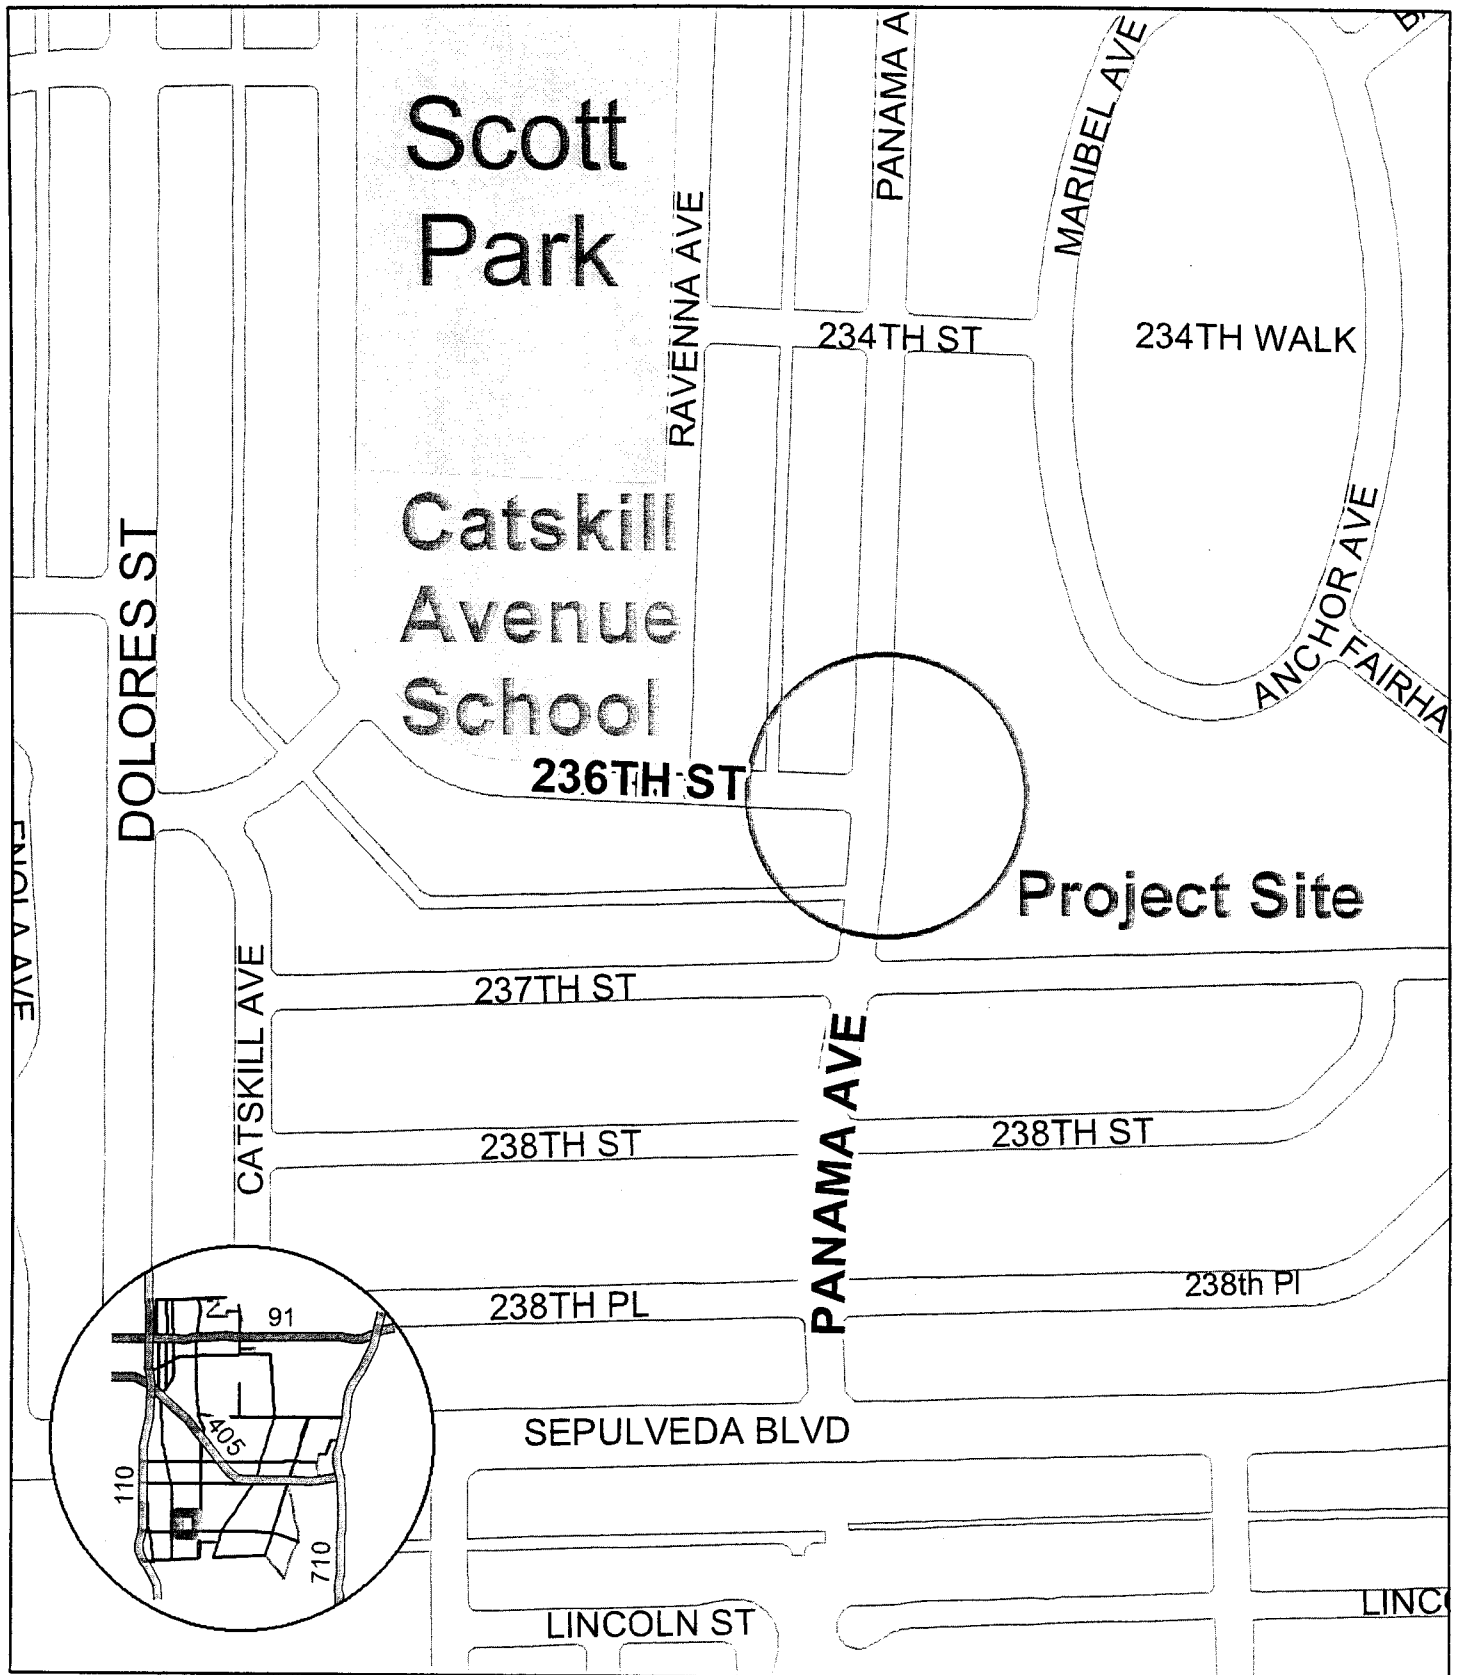 Scott
Park
PANAMA A
MARIBEL AVE
RAVENNA AVE
234TH ST
234TH WALK
Catskill
Avenue
School
DOLORES ST
ANCHOR AVE
FAIRHA
236TH ST
Project Site
ENOLA AVE
237TH ST
CATSKILL AVE
PANAMA AVE
238TH ST
238TH ST
238TH PL
238th Pl
91
405
110
710
SEPULVEDA BLVD
LINCOLN ST
LINC